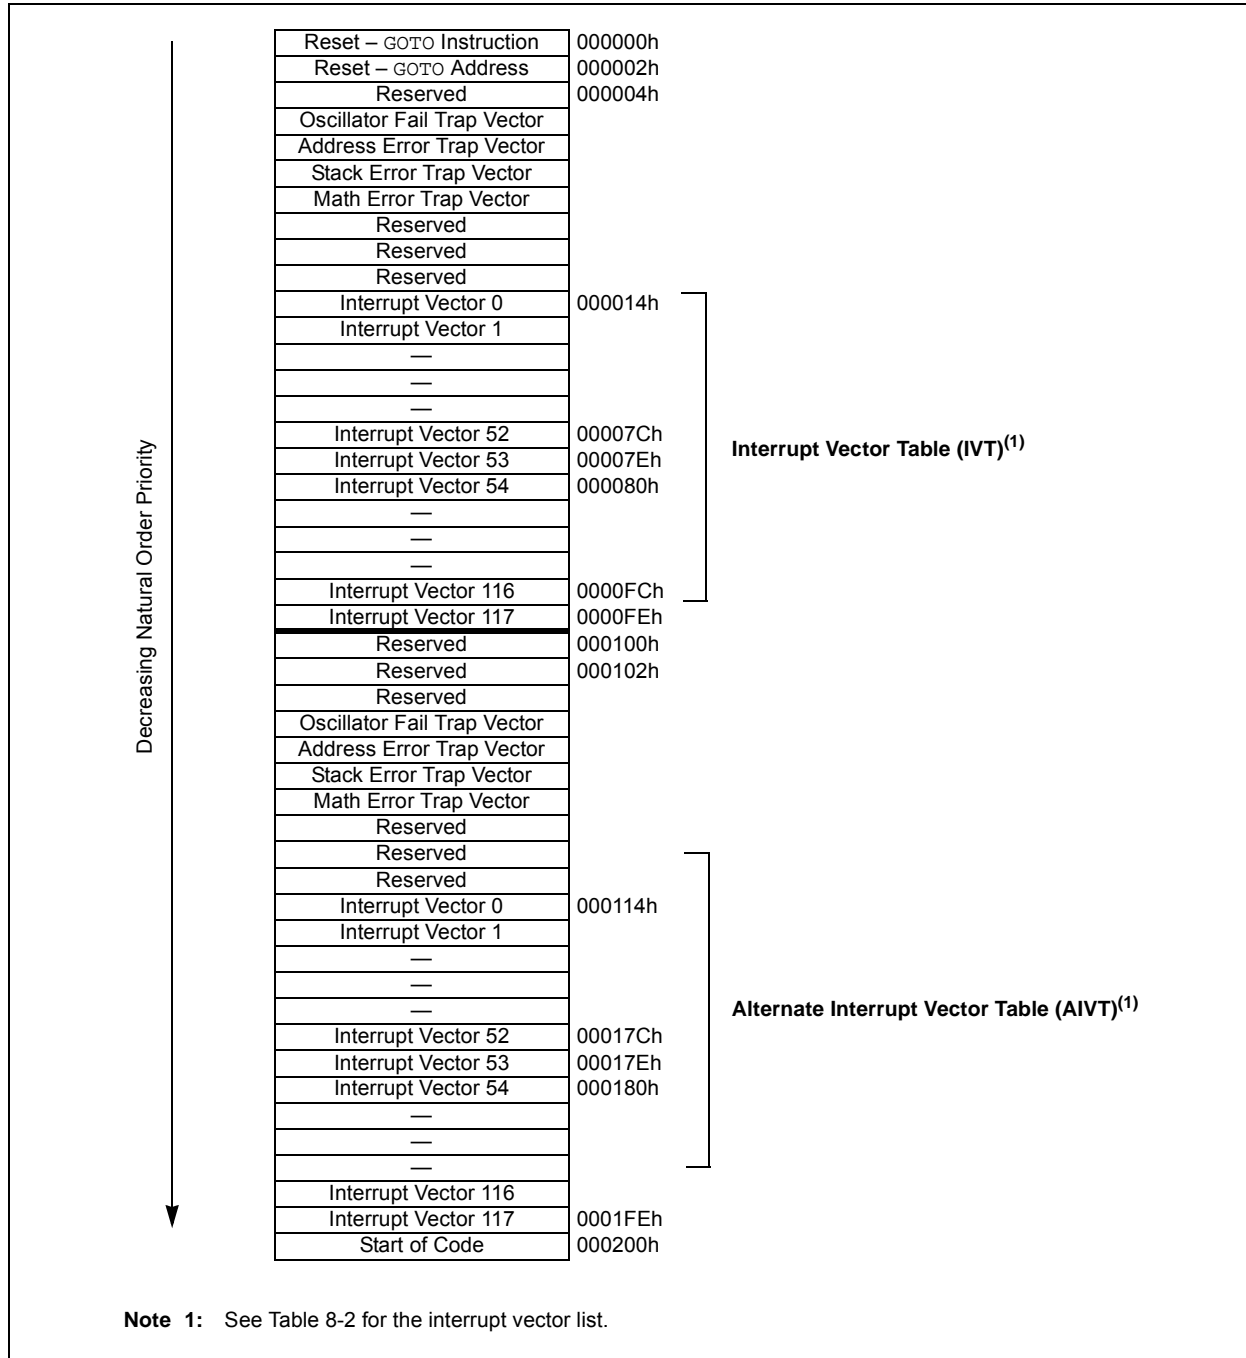 Decreasing Natural Order Priority
Reset – GOTO Instruction 000000h
Reset – GOTO Address 000002h
Reserved 000004h
Oscillator Fail Trap Vector
Address Error Trap Vector
Stack Error Trap Vector
Math Error Trap Vector
Reserved
Reserved
Reserved
Interrupt Vector 0 000014h
Interrupt Vector 1
—
—
—
Interrupt Vector 52 00007Ch
Interrupt Vector 53 00007Eh
Interrupt Vector 54 000080h
—
—
—
Interrupt Vector 116 0000FCh
Interrupt Vector 117 0000FEh
Interrupt Vector Table (IVT)(1)
Reserved 000100h
Reserved 000102h
Reserved
Oscillator Fail Trap Vector
Address Error Trap Vector
Stack Error Trap Vector
Math Error Trap Vector
Reserved
Reserved
Reserved
Interrupt Vector 0 000114h
Interrupt Vector 1
—
—
—
Interrupt Vector 52 00017Ch
Interrupt Vector 53 00017Eh
Interrupt Vector 54 000180h
—
—
—
Interrupt Vector 116
Interrupt Vector 117 0001FEh
Start of Code 000200h
Alternate Interrupt Vector Table (AIVT)(1)
Note 1: See Table 8-2 for the interrupt vector list.